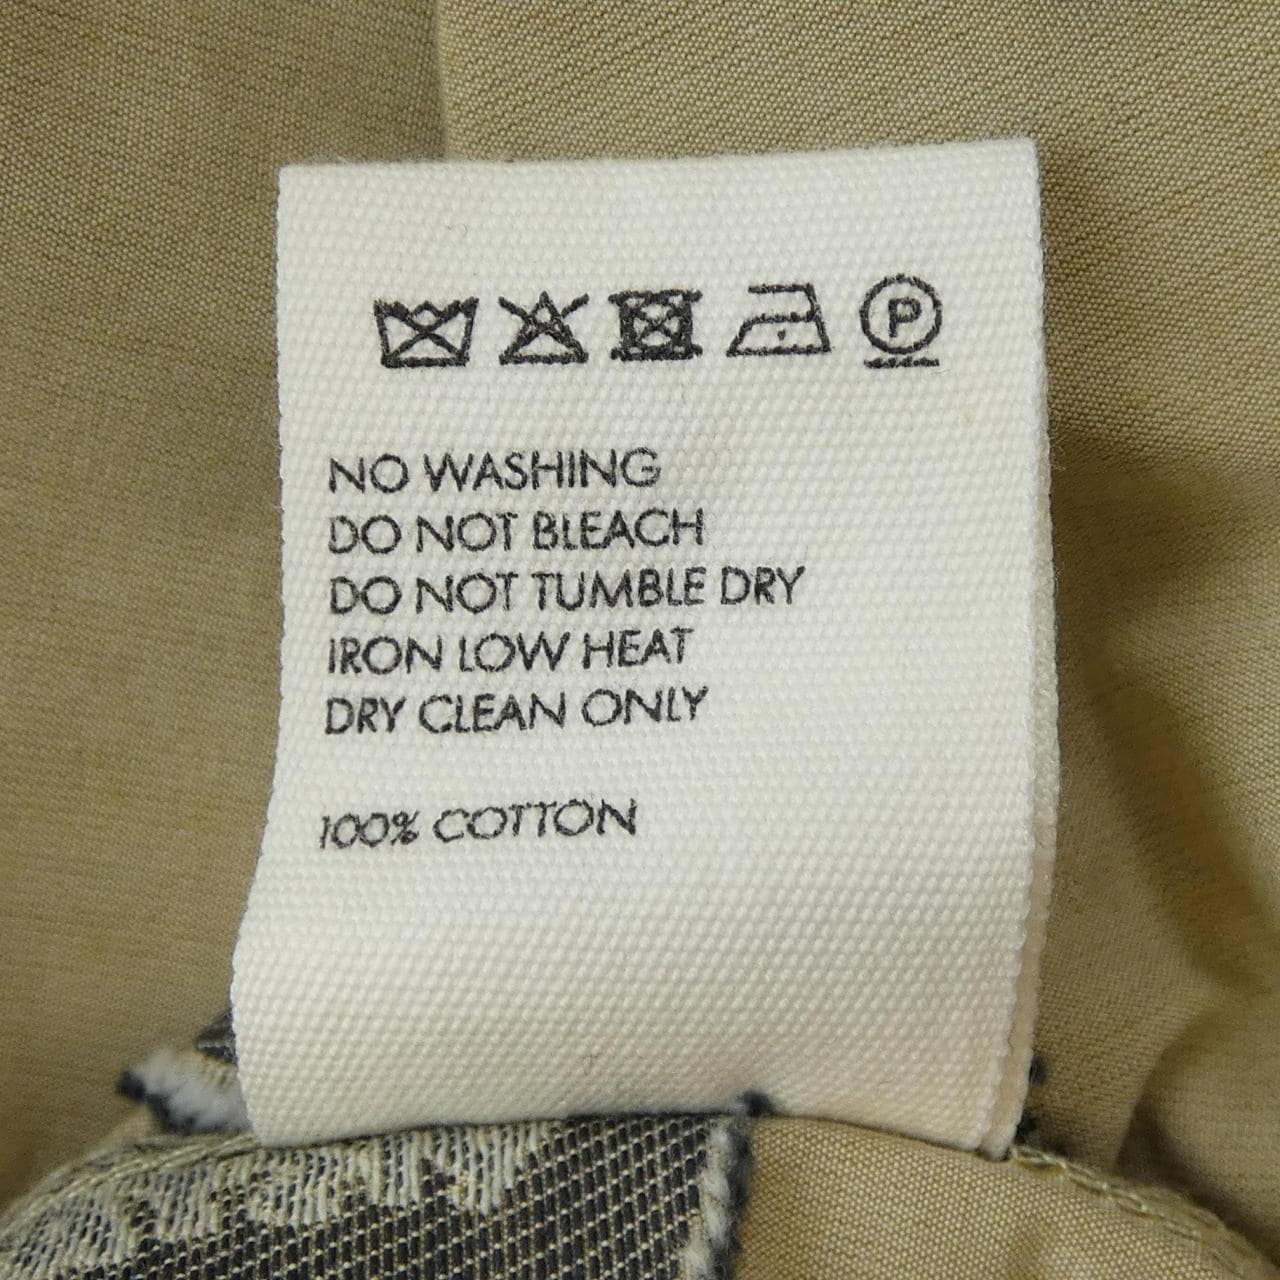 P
NO WASHING
DO NOT BLEACH
DO NOT TUMBLE DRY
IRON LOW HEAT
DRY CLEAN ONLY
100% COTTON